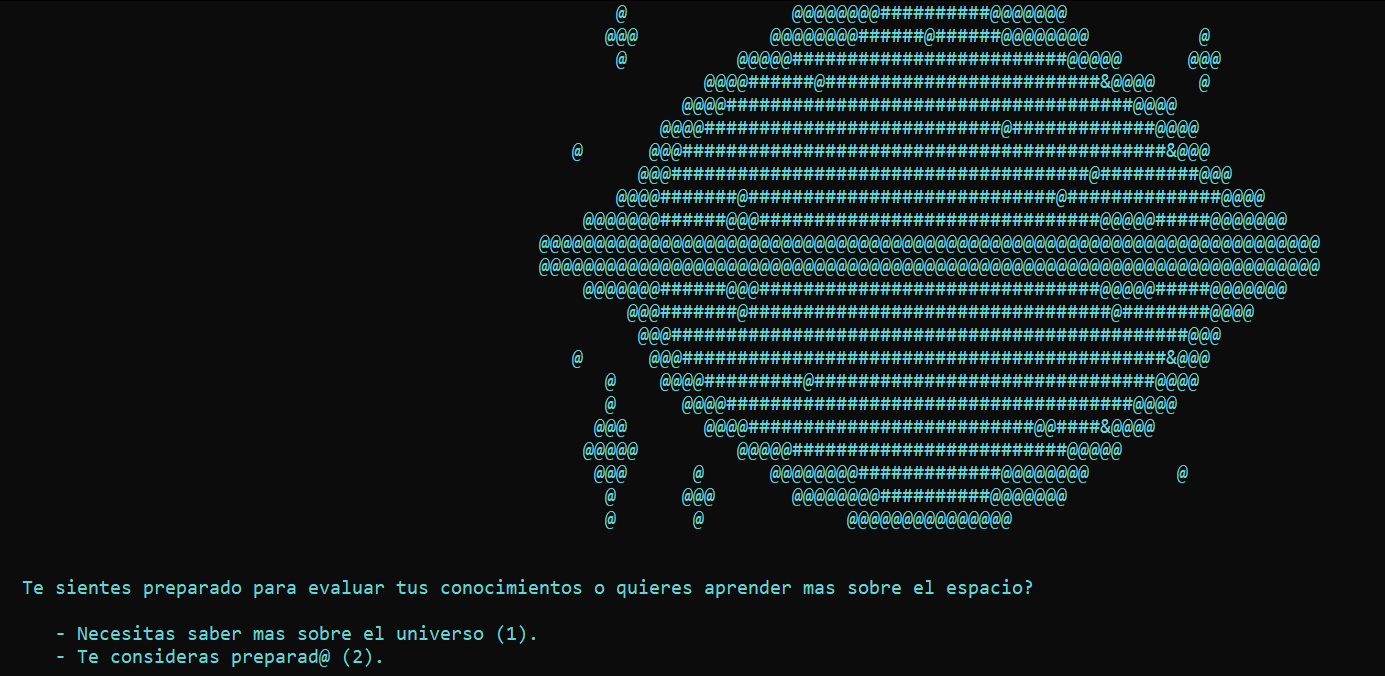 Te sientes preparado para evaluar tus conocimientos o quieres aprender mas sobre el espacio?
- Necesitas saber mas sobre el universo (1).
- Te consideras preparad@ (2).